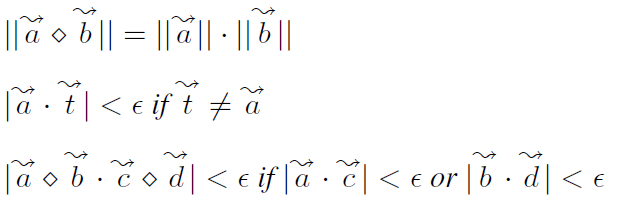 ||a⃝ ⋄ b⃝|| = ||a⃝|| · ||b⃝||
|a⃝ · t⃝| < ϵ if t⃝ ≠ a⃝
|a⃝ ⋄ b⃝ · c⃝ ⋄ d⃝| < ϵ if |a⃝ · c⃝| < ϵ or |b⃝ · d⃝| < ϵ